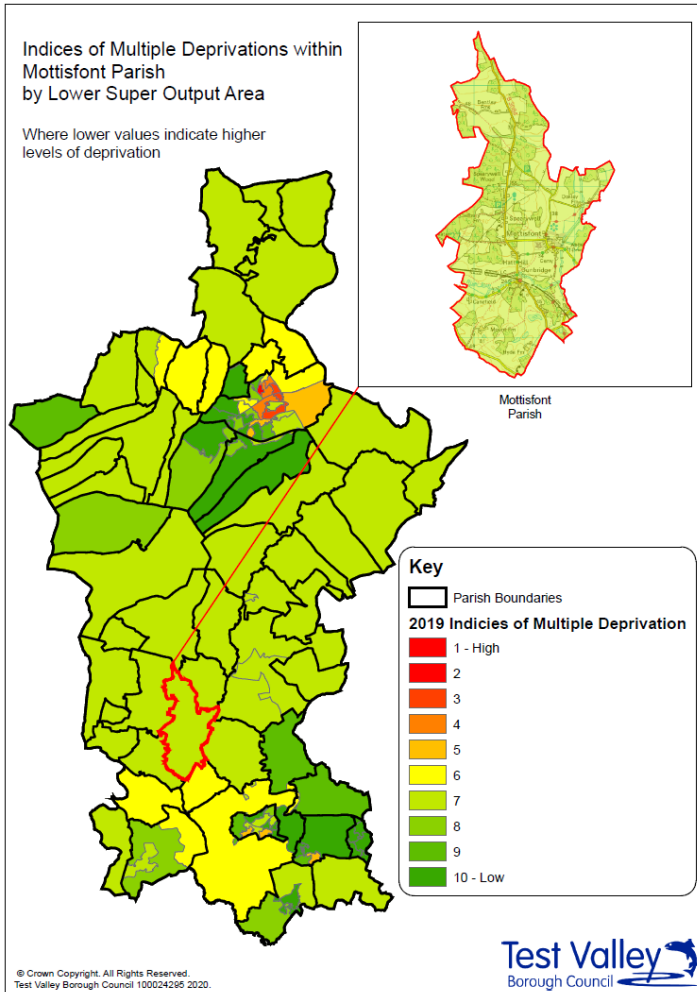 Indices of Multiple Deprivations within
Mottisfont Parish
by Lower Super Output Area
Where lower values indicate higher
levels of deprivation
Mottisfont
Dunbridge
Mottisfont
Parish
Key
Parish Boundaries
2019 Indicies of Multiple Deprivation
1 - High
2
3
4
5
6
7
8
9
10 - Low
Test Valley
Borough Council
© Crown Copyright. All Rights Reserved.
Test Valley Borough Council 100024295 2020.